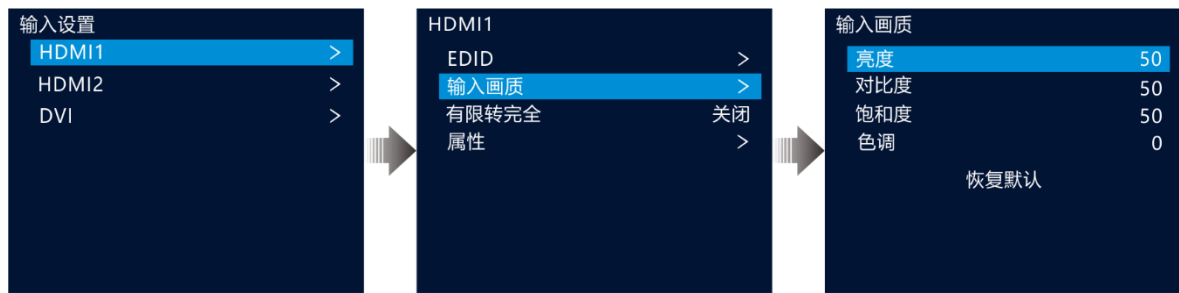 输入设置
HDMI1 >
HDMI2 >
DVI >
HDMI1
EDID >
输入画质 >
有限转完全 关闭
属性 >
输入画质
亮度 50
对比度 50
饱和度 50
色调 0
恢复默认